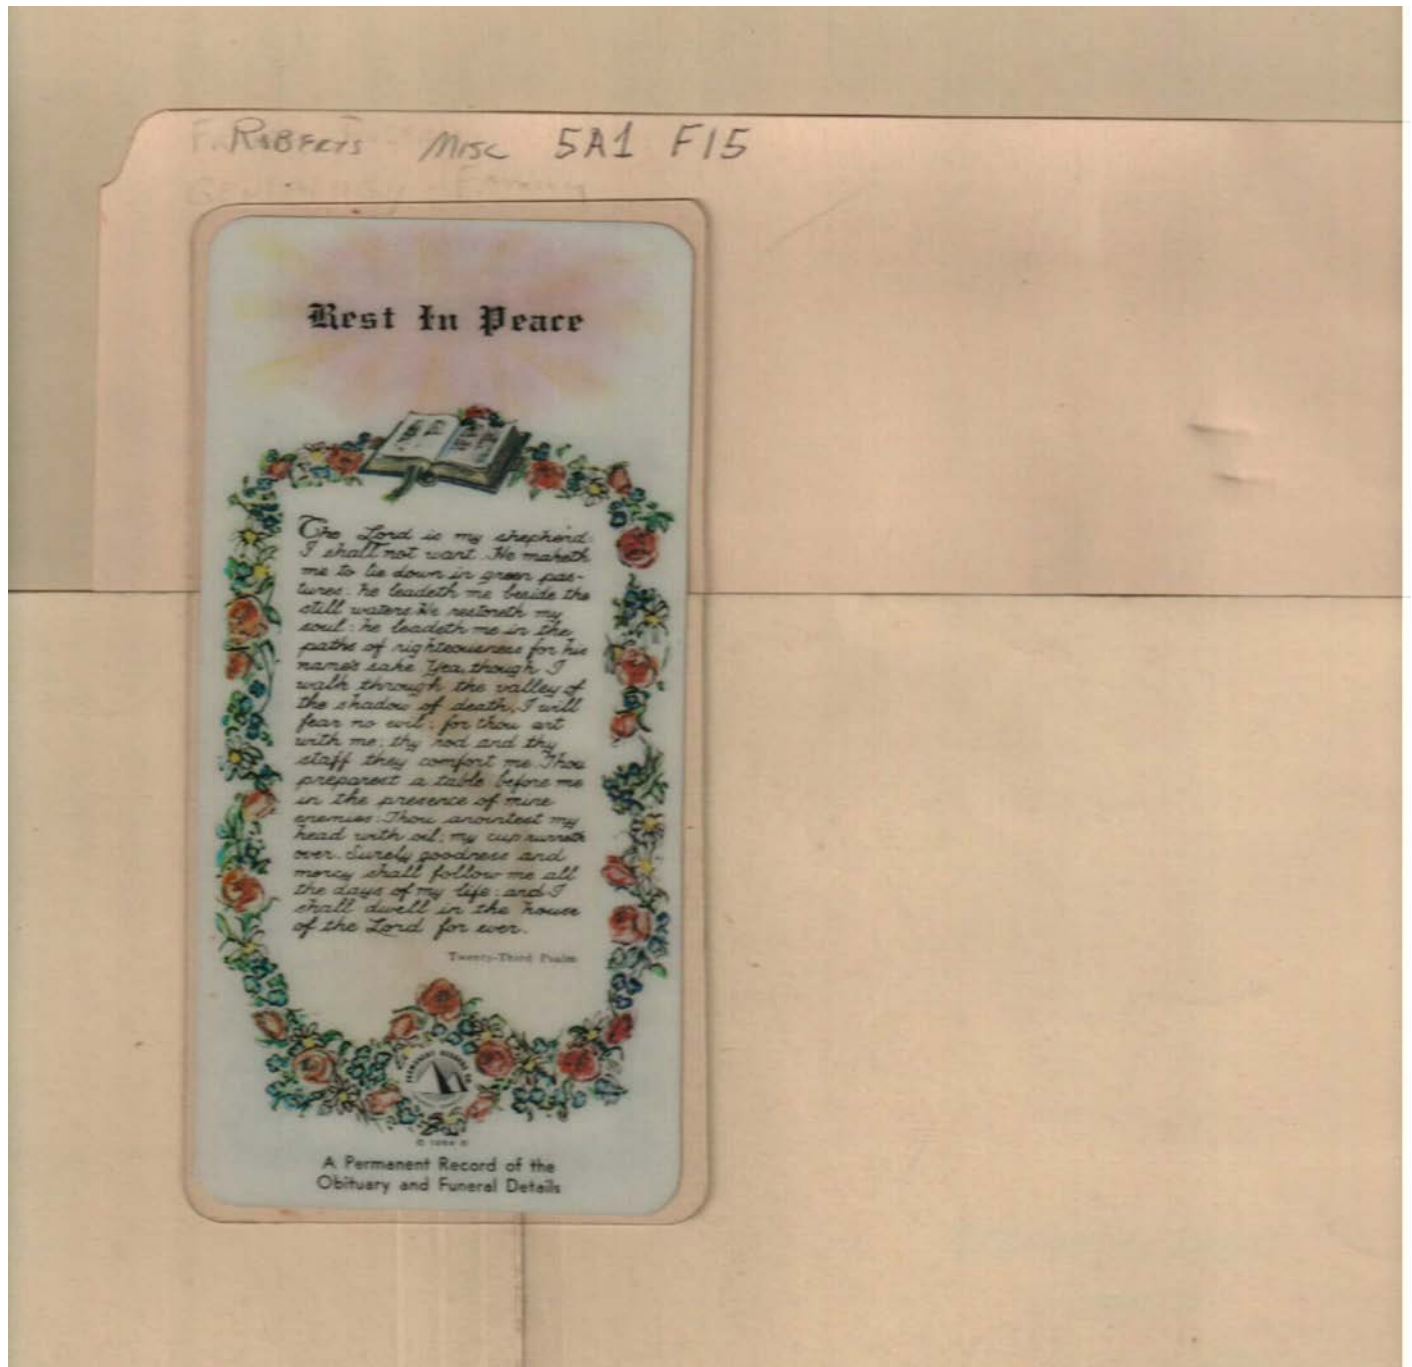 ROBERTS MISC 5A1 F15
Rest In Peace
The Lord is my shepherd:
I shall not want. He maketh
me to lie down in green pas-
tures: he leadeth me beside the
still waters. He restoreth my
soul: he leadeth me in the
paths of righteousness for his
name's sake. Yea, though I
walk through the valley of
the shadow of death, I will
fear no evil; for thou art
with me; thy rod and thy
staff they comfort me. Thou
preparest a table before me
in the presence of mine
enemies: Thou anointest my
head with oil; my cup runneth
over. Surely goodness and
mercy shall follow me all
the days of my life: and I
shall dwell in the house
of the Lord for ever.
Twenty-Third Psalm
A Permanent Record of the
Obituary and Funeral Details